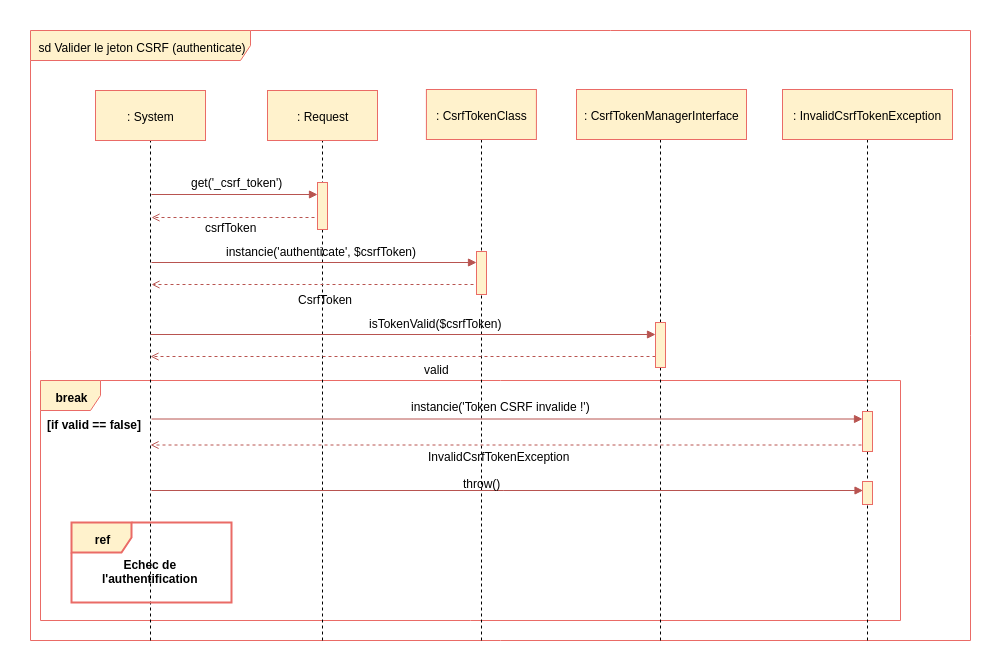 sd Valider le jeton CSRF (authenticate)
: System
: Request
: CsrfTokenClass
: CsrfTokenManagerInterface
: InvalidCsrfTokenException
get('_csrf_token')
csrfToken
instancie('authenticate', $csrfToken)
CsrfToken
isTokenValid($csrfToken)
valid
break
[if valid == false]
instancie('Token CSRF invalide !')
InvalidCsrfTokenException
throw()
ref
Echec de
l'authentification